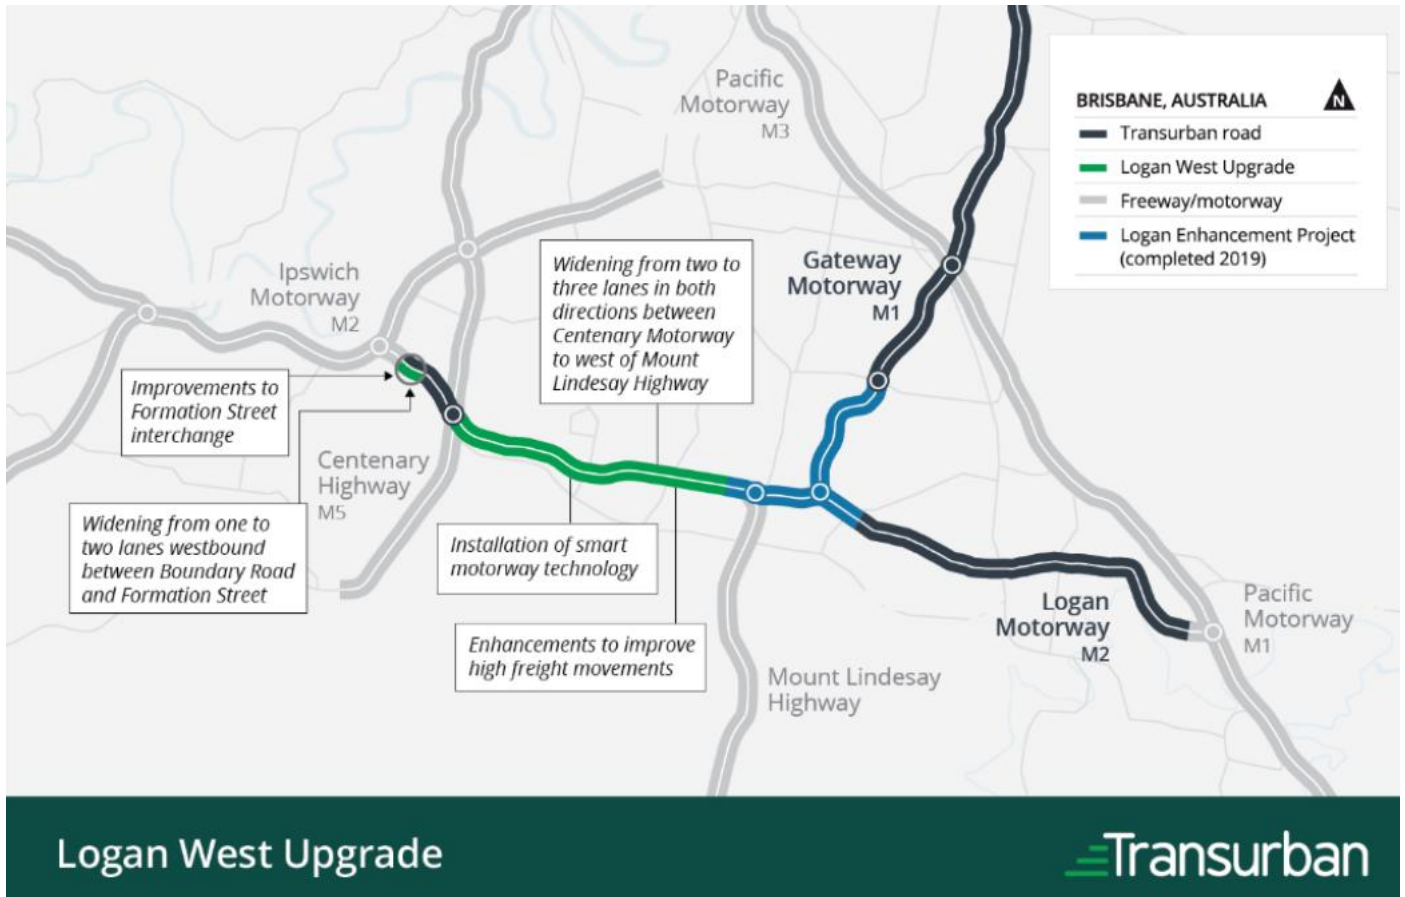 Pacific
Motorway
M3
BRISBANE, AUSTRALIA
N
Transurban road
Logan West Upgrade
Freeway/motorway
Logan Enhancement Project
(completed 2019)
Ipswich
Motorway
M2
Widening from two to
three lanes in both
directions between
Centenary Motorway
to west of Mount
Lindesay Highway
Gateway
Motorway
M1
Improvements to
Formation Street
interchange
Centenary
Highway
M5
Widening from one to
two lanes westbound
between Boundary Road
and Formation Street
Installation of smart
motorway technology
Enhancements to improve
high freight movements
Logan
Motorway
M2
Pacific
Motorway
M1
Mount Lindesay
Highway
Logan West Upgrade
Transurban